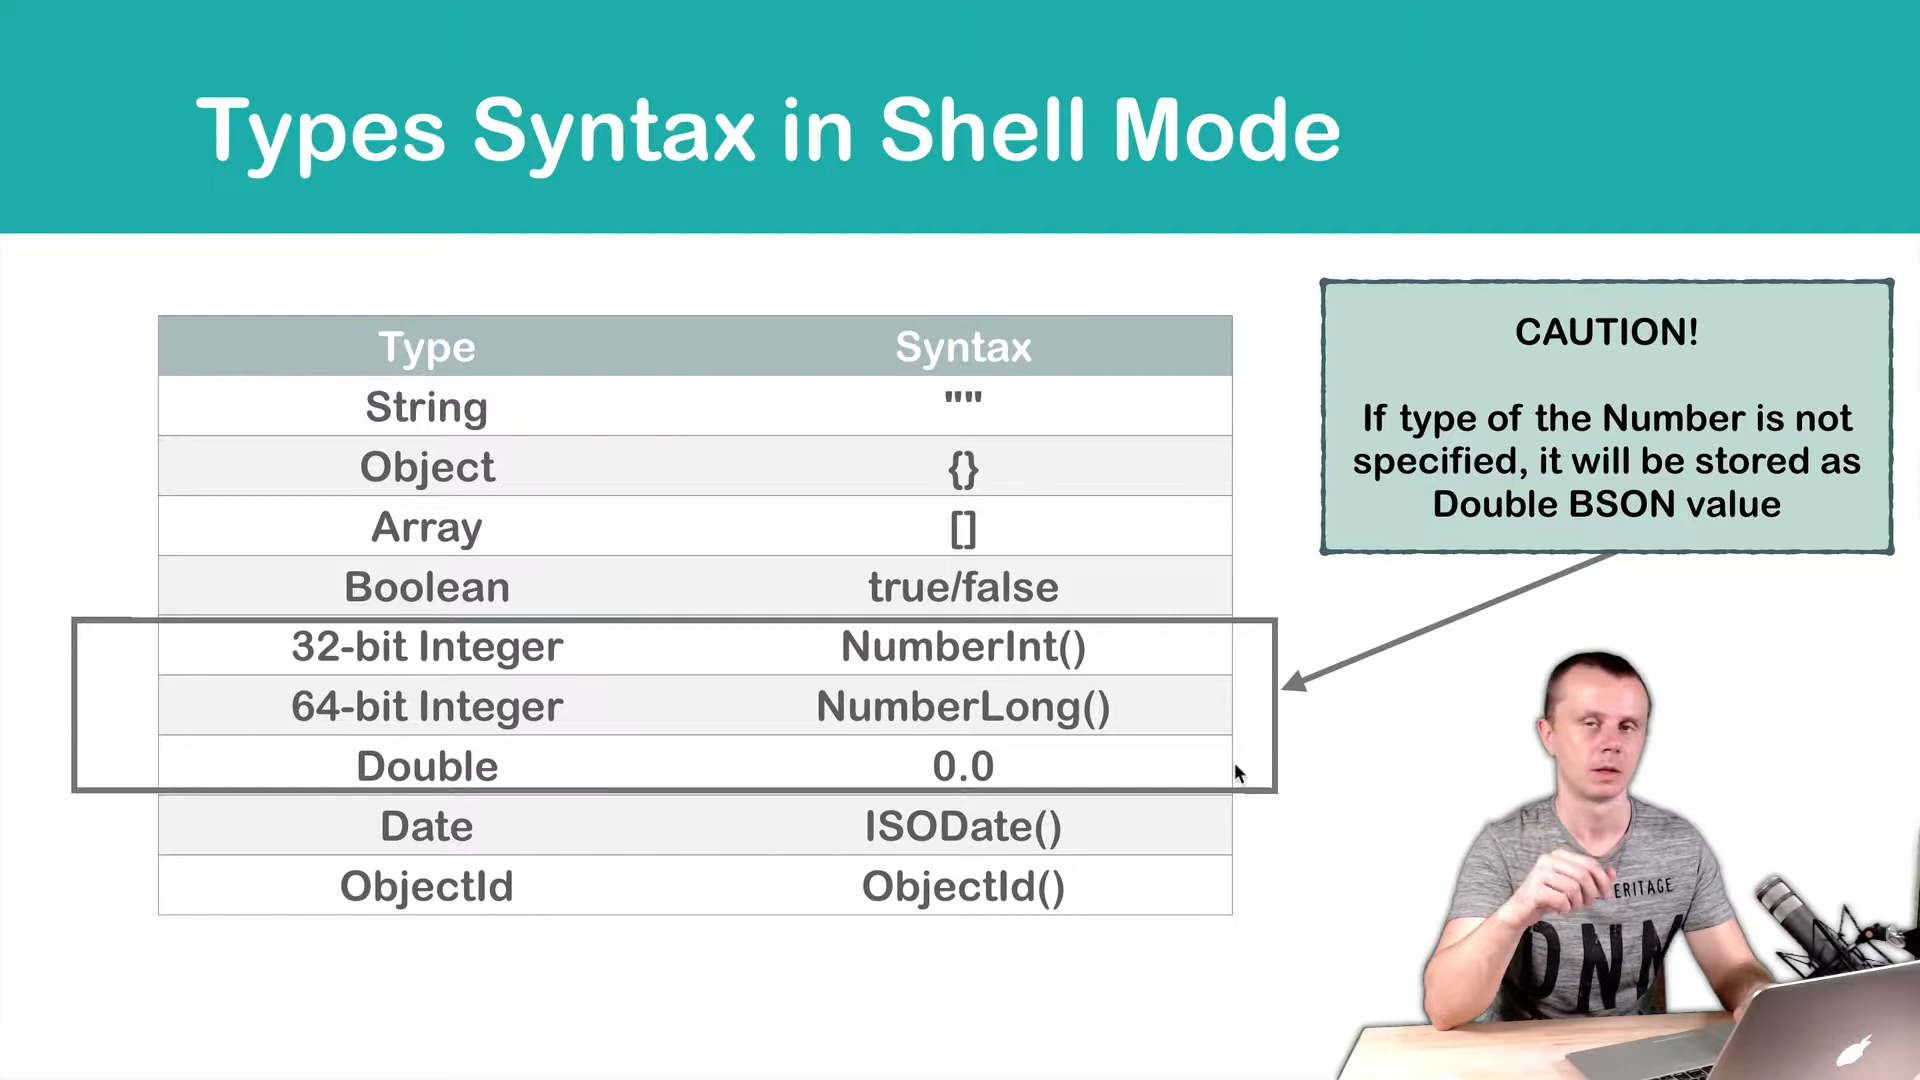 Types Syntax in Shell Mode
Type Syntax
String ""
Object {}
Array []
Boolean true/false
32-bit Integer NumberInt()
64-bit Integer NumberLong()
Double 0.0
Date ISODate()
ObjectId ObjectId()
CAUTION!
If type of the Number is not
specified, it will be stored as
Double BSON value
ERITAGE
DNM